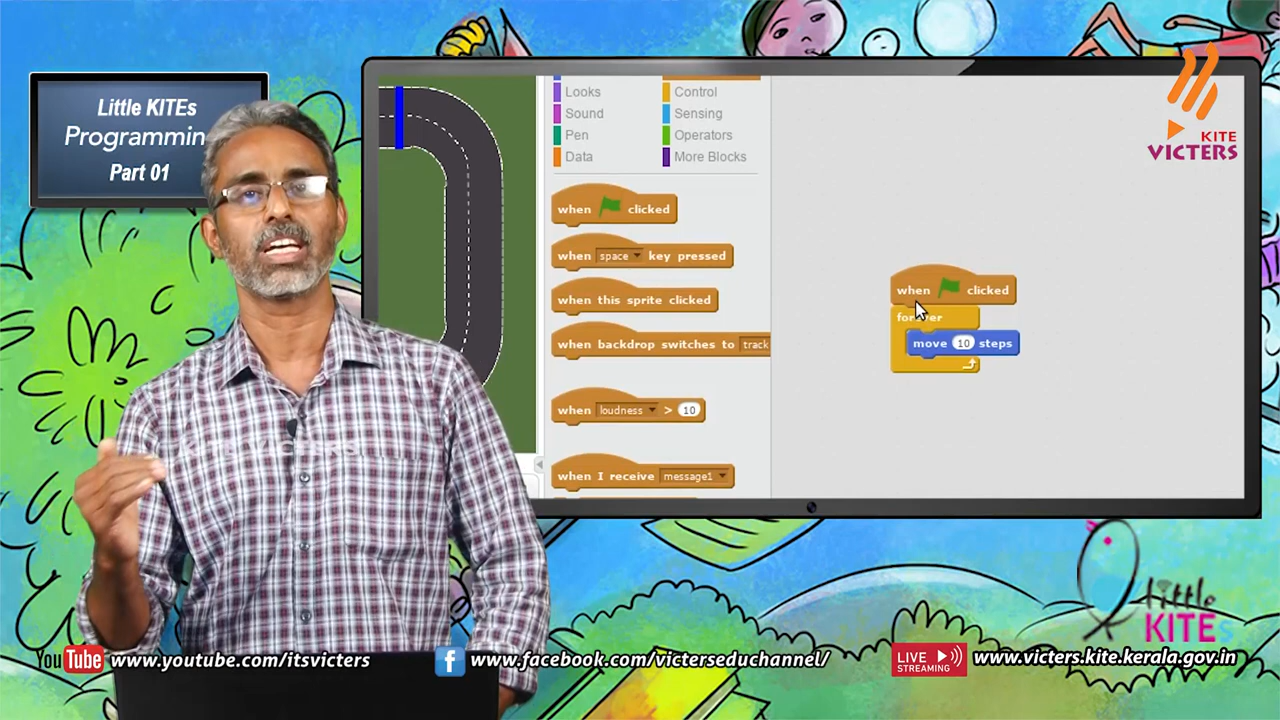 Little KITEs
Programmin
Part 01
Looks
Control
Sound
Sensing
Pen
Operators
Data
More Blocks
when clicked
when space key pressed
when this sprite clicked
when backdrop switches to track
when loudness > 10
when I receive message1
when clicked
forever
move 10 steps
KITE
VICTERS
KITE VICTERS
little
KITEs
YouTube www.youtube.com/itsvicters
f www.facebook.com/victerseduchannel/
LIVE
STREAMING
www.victers.kite.kerala.gov.in